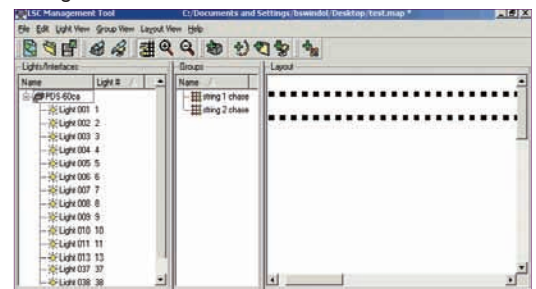 LSC Management Tool C:/Documents and Settings/bswindol/Desktop/test.map *
File Edit Light View Group View Layout View Help
Lights/Interfaces Groups Layout
Name Light # Name
PDS-60ca string 1 chase
Light 001 1 string 2 chase
Light 002 2
Light 003 3
Light 004 4
Light 005 5
Light 006 6
Light 007 7
Light 008 8
Light 009 9
Light 010 10
Light 011 11
Light 013 13
Light 037 37
Light 038 38